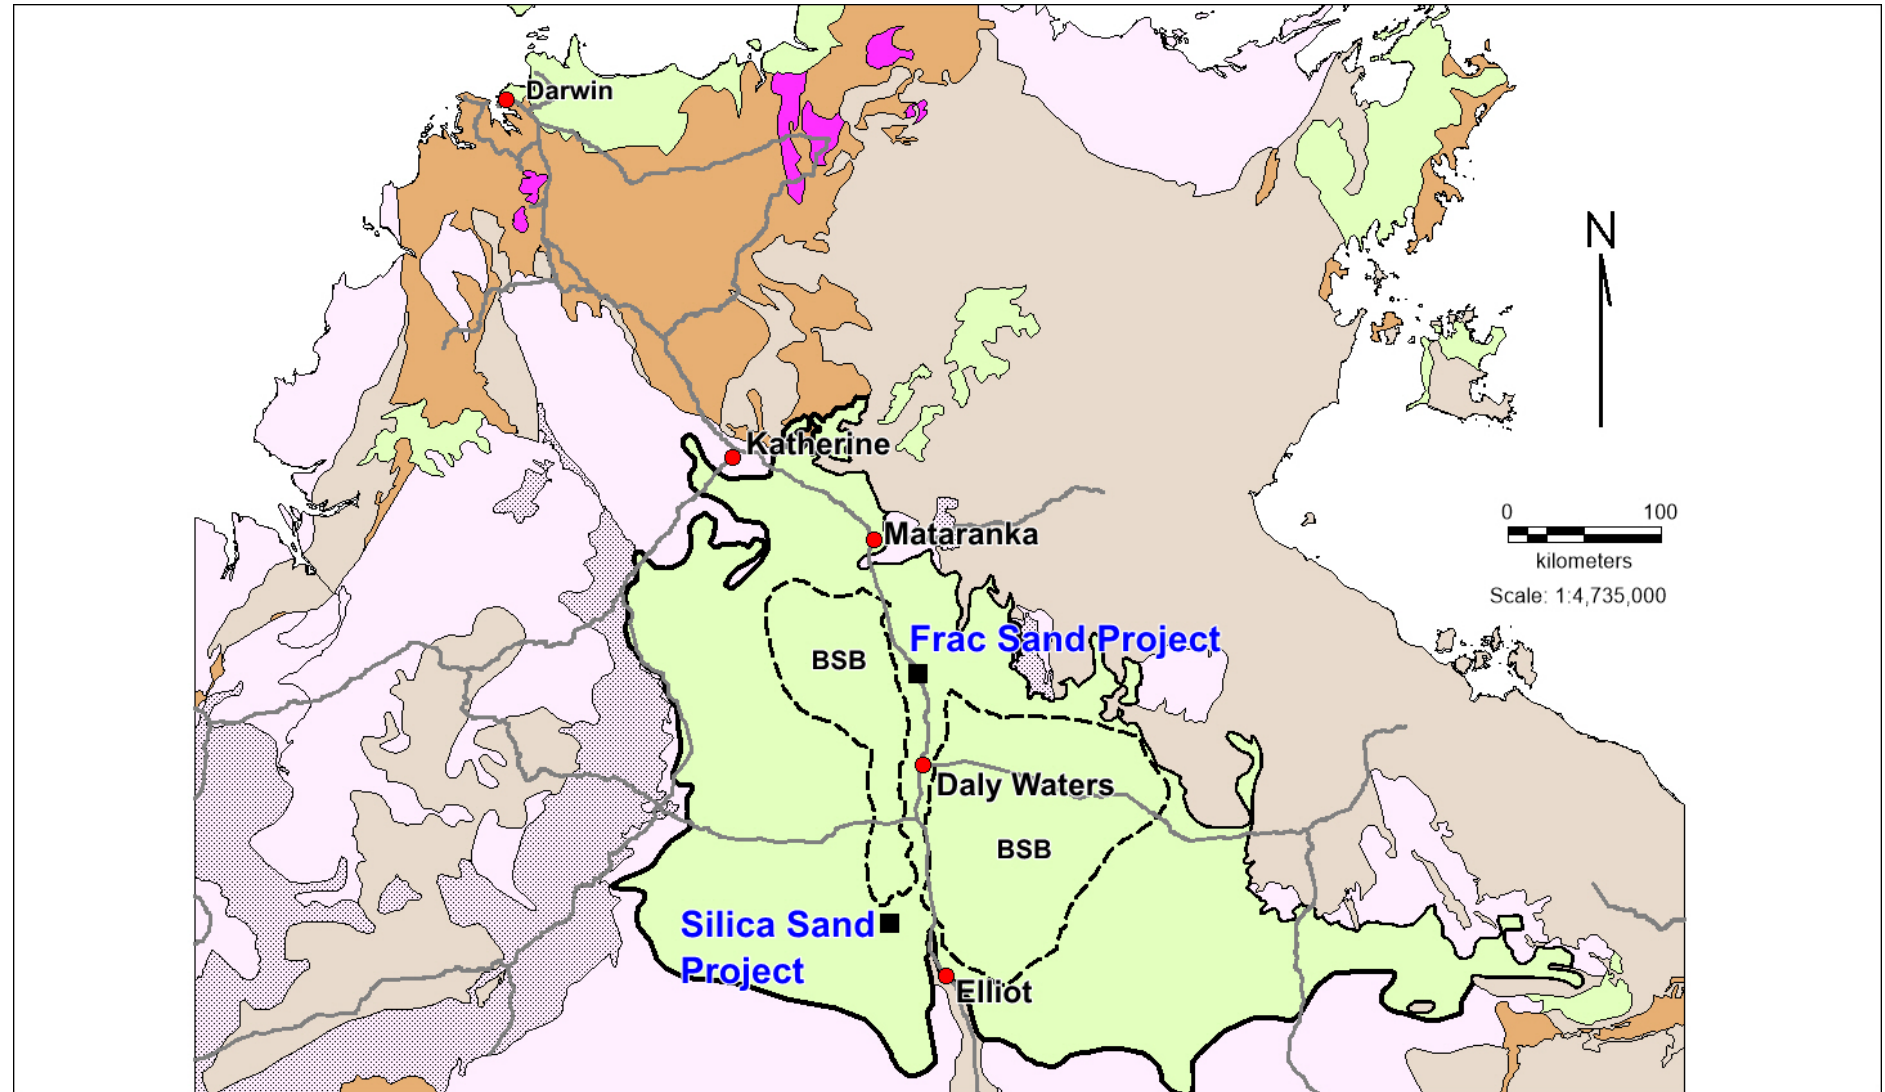 Darwin
N
Katherine
0 100
kilometers
Scale: 1:4,735,000
Mataranka
Frac Sand Project
BSB
Daly Waters
BSB
Silica Sand
Project
Elliot